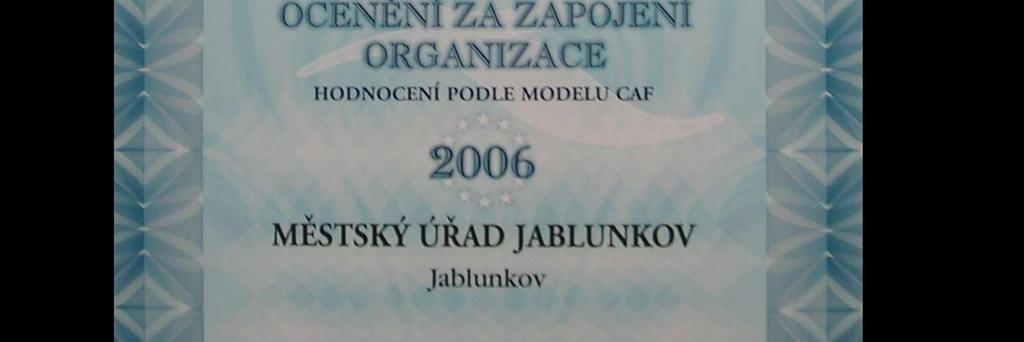 OCENĚNÍ ZA ZAPOJENÍ
ORGANIZACE
HODNOCENÍ PODLE MODELU CAF
2006
MĚSTSKÝ ÚŘAD JABLUNKOV
Jablunkov